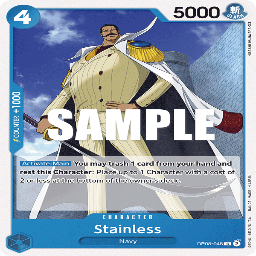 4
5000
斬
COUNTER +1000
SAMPLE
Activate: Main You may trash 1 card from your hand and
rest this Character: Place up to 1 Character with a cost of
2 or less at the bottom of the owner's deck.
CHARACTER
Stainless
Navy